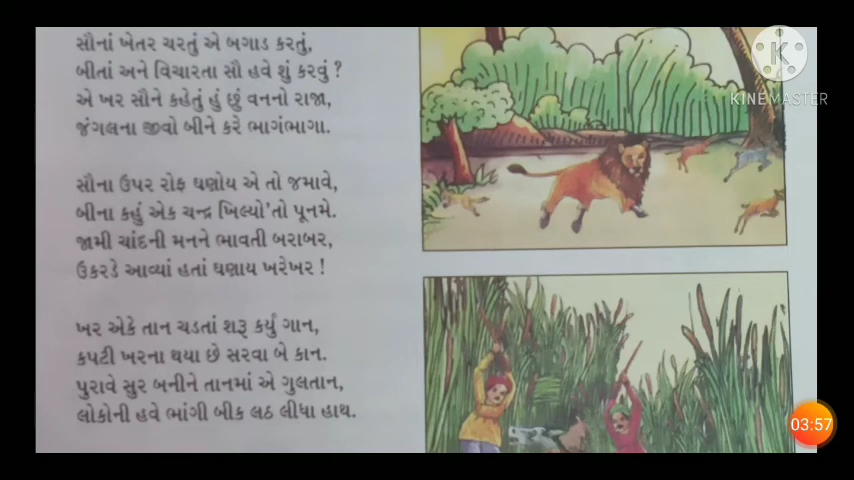 સૌનાં ખેતર ચરતું એ બગાડ કરતું,
બીતાં અને વિચારતા સૌ હવે શું કરવું ?
એ ખર સૌને કહેતું હું છું વનનો રાજા,
જંગલના જીવો બીને કરે ભાગંભાગા.
સૌના ઉપર રોફ ઘણોય એ તો જમાવે,
બીના કહું એક ચન્દ્ર ખિલ્યો'તો પૂનમે.
જામી ચાંદની મનને ભાવતી બરાબર,
ઉકરડે આવ્યાં હતાં ઘણાય ખરેખર !
ખર એકે તાન ચડતાં શરૂ કર્યું ગાન,
કપટી ખરના થયા છે સરવા બે કાન.
પુરાવે સુર બનીને તાનમાં એ ગુલતાન,
લોકોની હવે ભાંગી બીક લઠ લીધા હાથ.
K
KINEMASTER
03:57